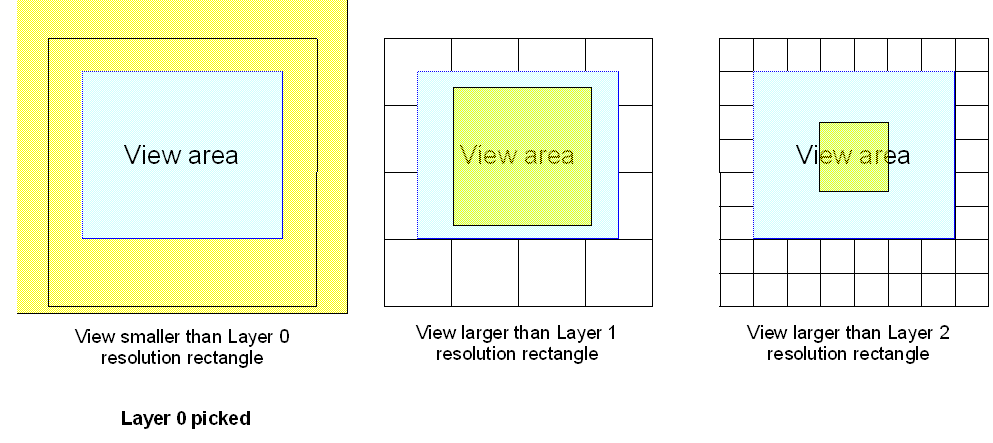 View area
View area
View area
View smaller than Layer 0
resolution rectangle
View larger than Layer 1
resolution rectangle
View larger than Layer 2
resolution rectangle
Layer 0 picked